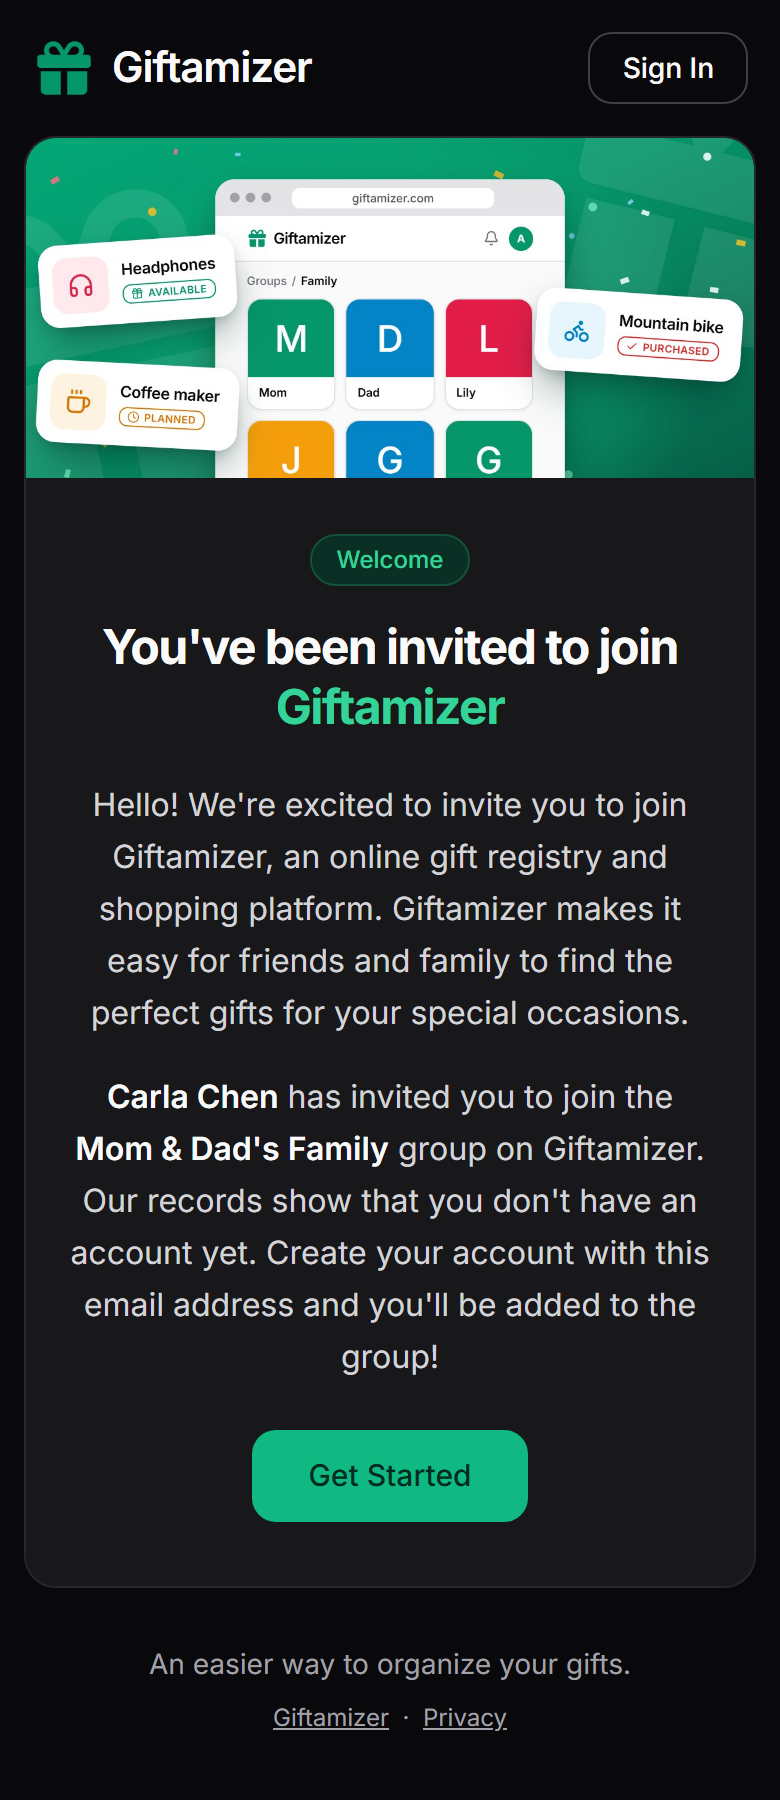 Giftamizer
Sign In
giftamizer.com
Giftamizer
A
Groups / Family
Headphones
AVAILABLE
M
D
L
Mom
Dad
Lily
Mountain bike
PURCHASED
Coffee maker
PLANNED
J
G
G
Welcome
You've been invited to join
Giftamizer
Hello! We're excited to invite you to join
Giftamizer, an online gift registry and
shopping platform. Giftamizer makes it
easy for friends and family to find the
perfect gifts for your special occasions.
Carla Chen has invited you to join the
Mom & Dad's Family group on Giftamizer.
Our records show that you don't have an
account yet. Create your account with this
email address and you'll be added to the
group!
Get Started
An easier way to organize your gifts.
Giftamizer · Privacy